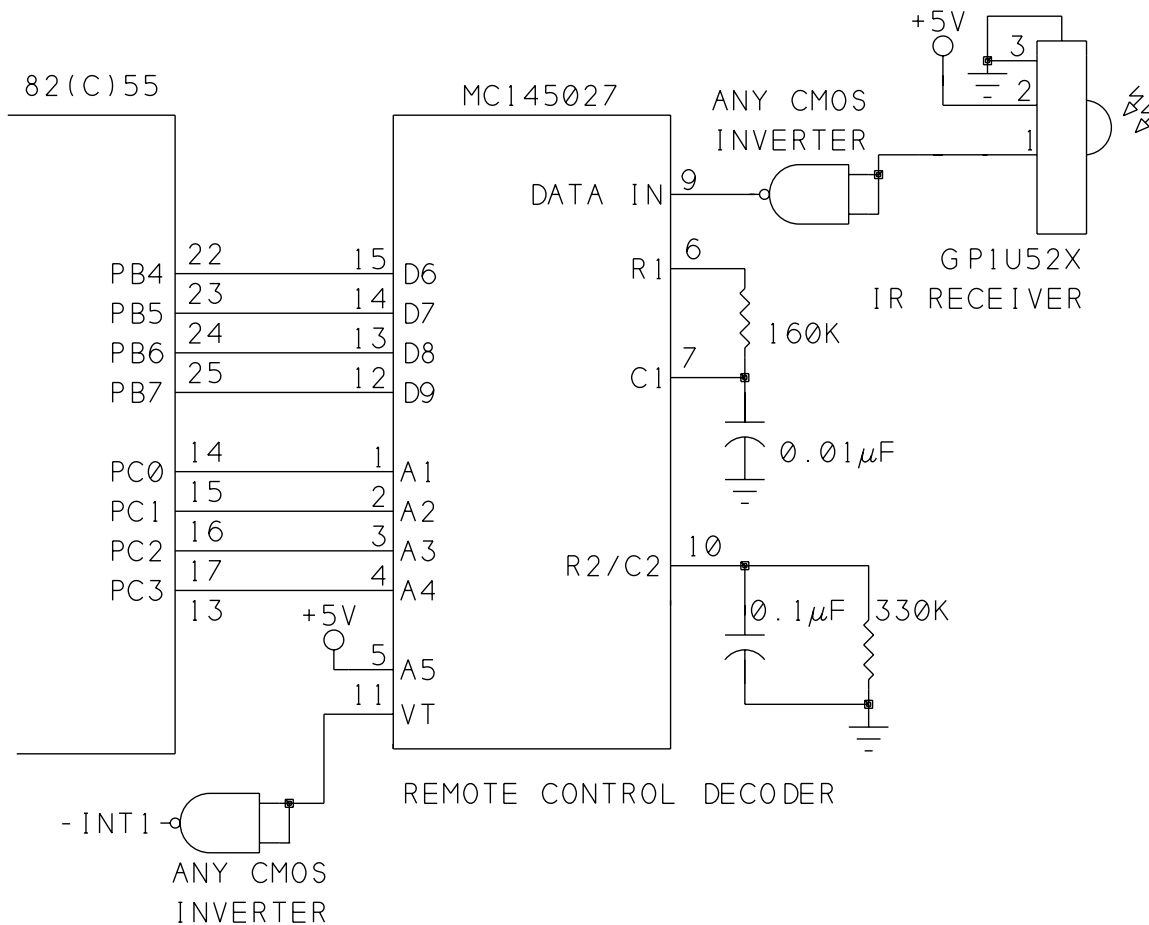 82(C)55
PB4 22
PB5 23
PB6 24
PB7 25
PC0 14
PC1 15
PC2 16
PC3 17
13
MC145027
15 D6
14 D7
13 D8
12 D9
1 A1
2 A2
3 A3
4 A4
+5V
5 A5
11 VT
DATA IN 9
R1 6
C1 7
R2/C2 10
REMOTE CONTROL DECODER
ANY CMOS
INVERTER
+5V
3
2
1
GP1U52X
IR RECEIVER
160K
0.01µF
0.1µF
330K
-INT1
ANY CMOS
INVERTER